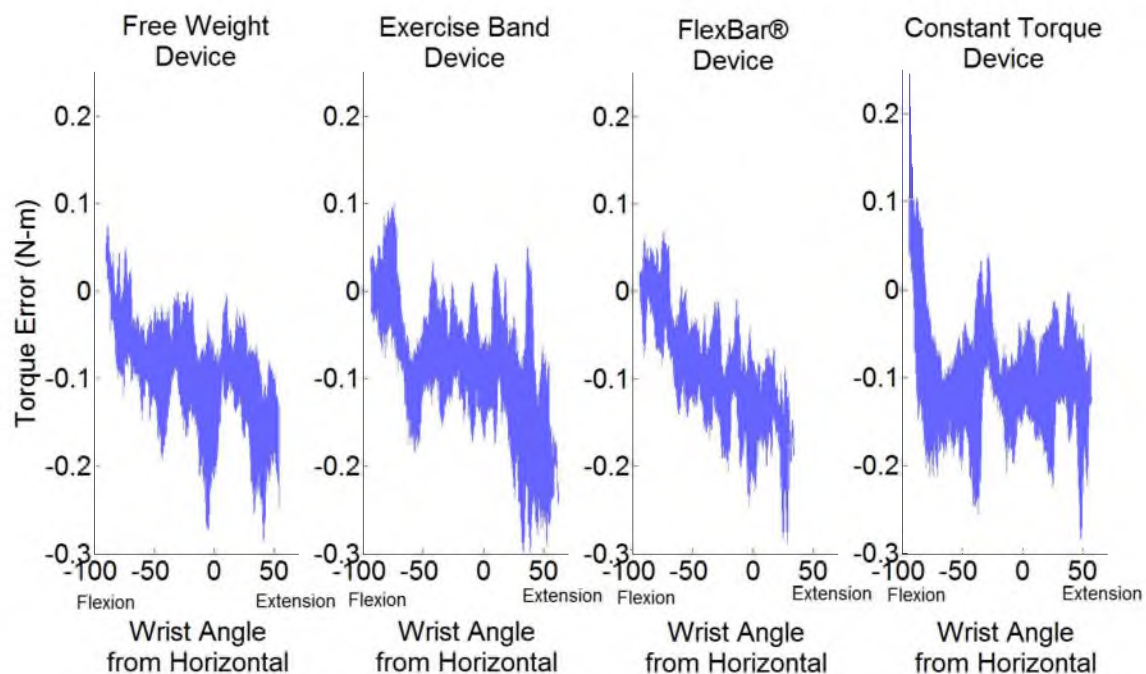 Free Weight
Device
Exercise Band
Device
FlexBar®
Device
Constant Torque
Device
Torque Error (N-m)
0.2
0.1
0
-0.1
-0.2
-0.3
-100 -50 0 50
Flexion Extension
Wrist Angle
from Horizontal
0.2
0.1
0
-0.1
-0.2
-0.3
-100 -50 0 50
Flexion Extension
Wrist Angle
from Horizontal
0.2
0.1
0
-0.1
-0.2
-0.3
-100 -50 0 50
Flexion Extension
Wrist Angle
from Horizontal
0.2
0.1
0
-0.1
-0.2
-0.3
-100 -50 0 50
Flexion Extension
Wrist Angle
from Horizontal